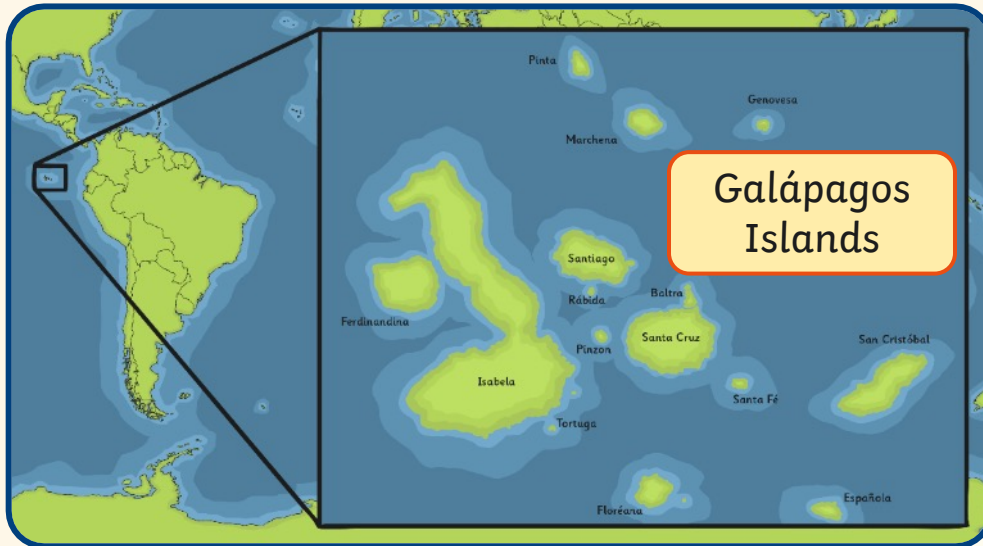 Pinta
Genovesa
Marchena
Galápagos
Islands
Santiago
Rábida
Baltra
Ferdinandina
Pinzon
Santa Cruz
San Cristóbal
Isabela
Santa Fé
Tortuga
Floréana
Española